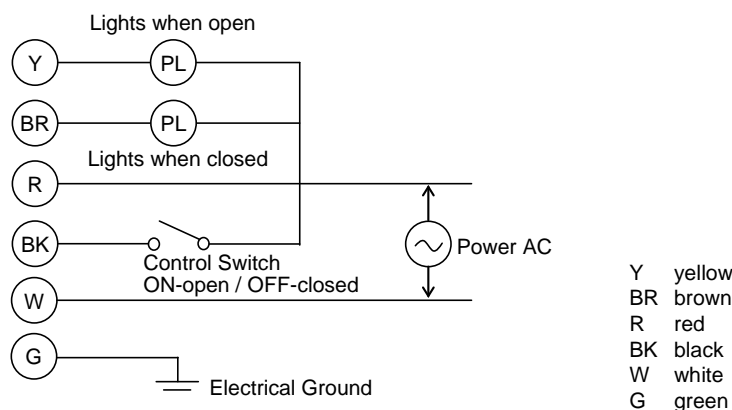 Lights when open
Y PL
BR PL
Lights when closed
R
BK
Control Switch
ON-open / OFF-closed
Power AC
W
G
Electrical Ground
Y yellow
BR brown
R red
BK black
W white
G green